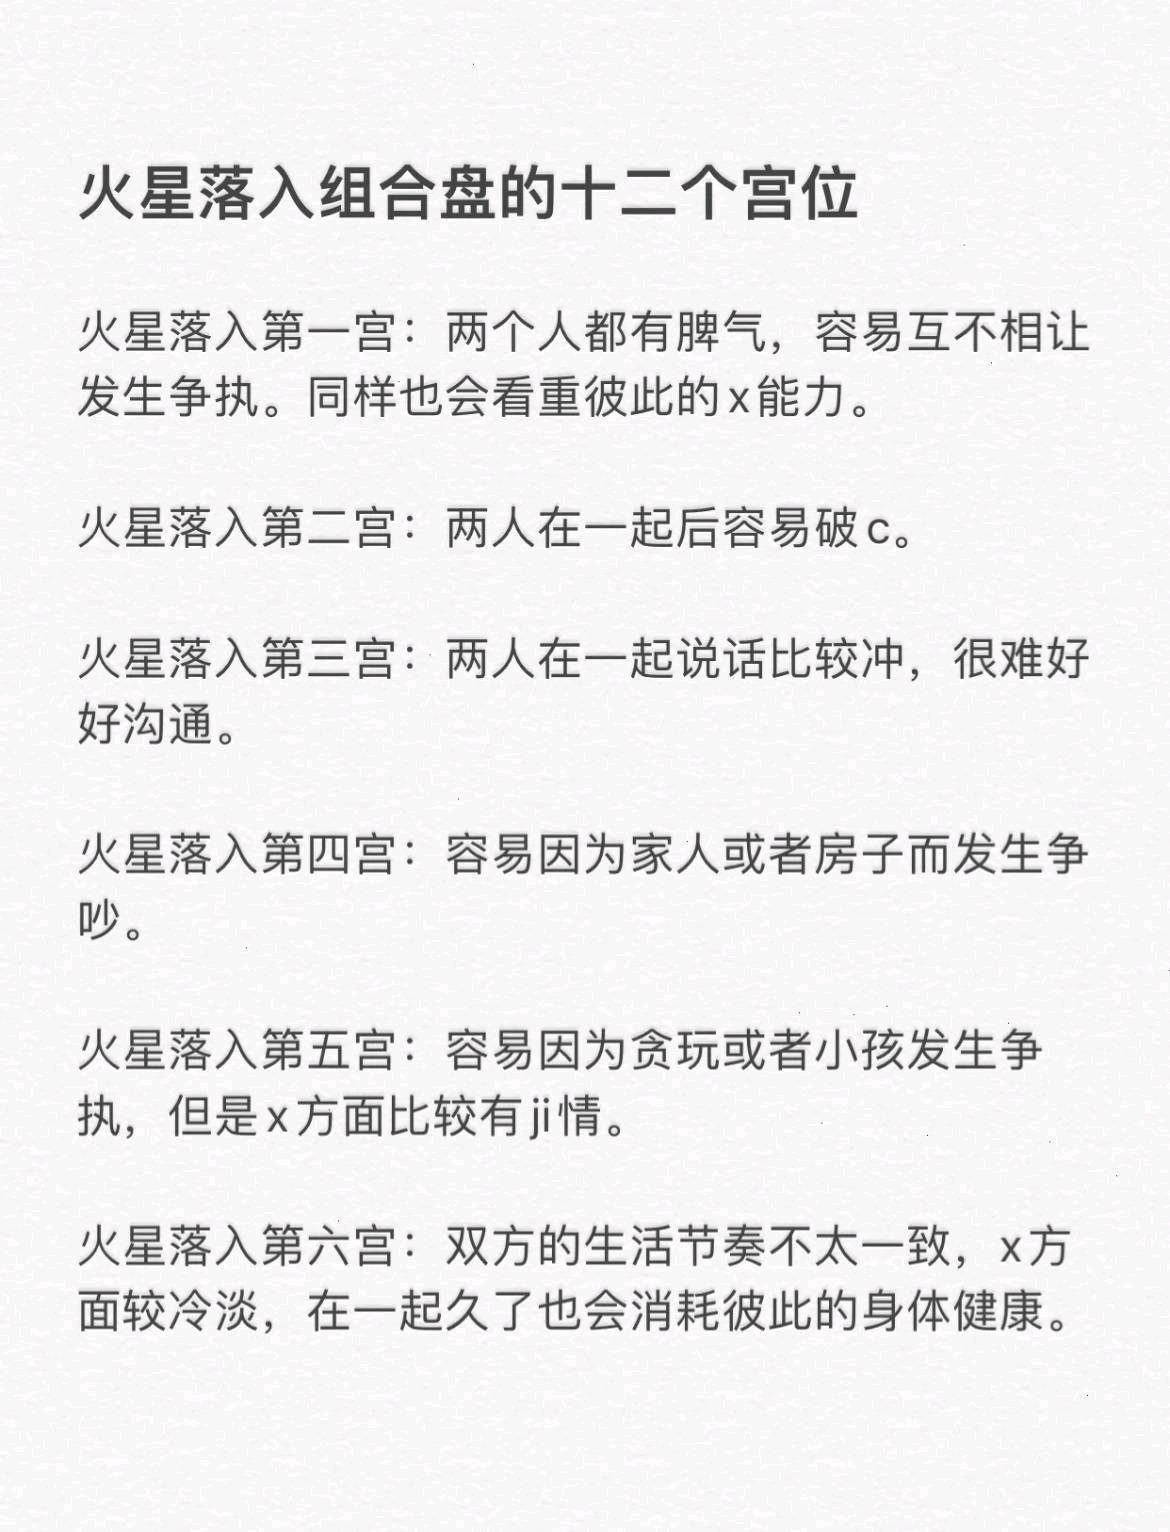 火星落入组合盘的十二个宫位
火星落入第一宫：两个人都有脾气，容易互不相让
发生争执。同样也会看重彼此的x能力。
火星落入第二宫：两人在一起后容易破c。
火星落入第三宫：两人在一起说话比较冲，很难好
好沟通。
火星落入第四宫：容易因为家人或者房子而发生争
吵。
火星落入第五宫：容易因为贪玩或者小孩发生争
执，但是x方面比较有ji情。
火星落入第六宫：双方的生活节奏不太一致，x方
面较冷淡，在一起久了也会消耗彼此的身体健康。